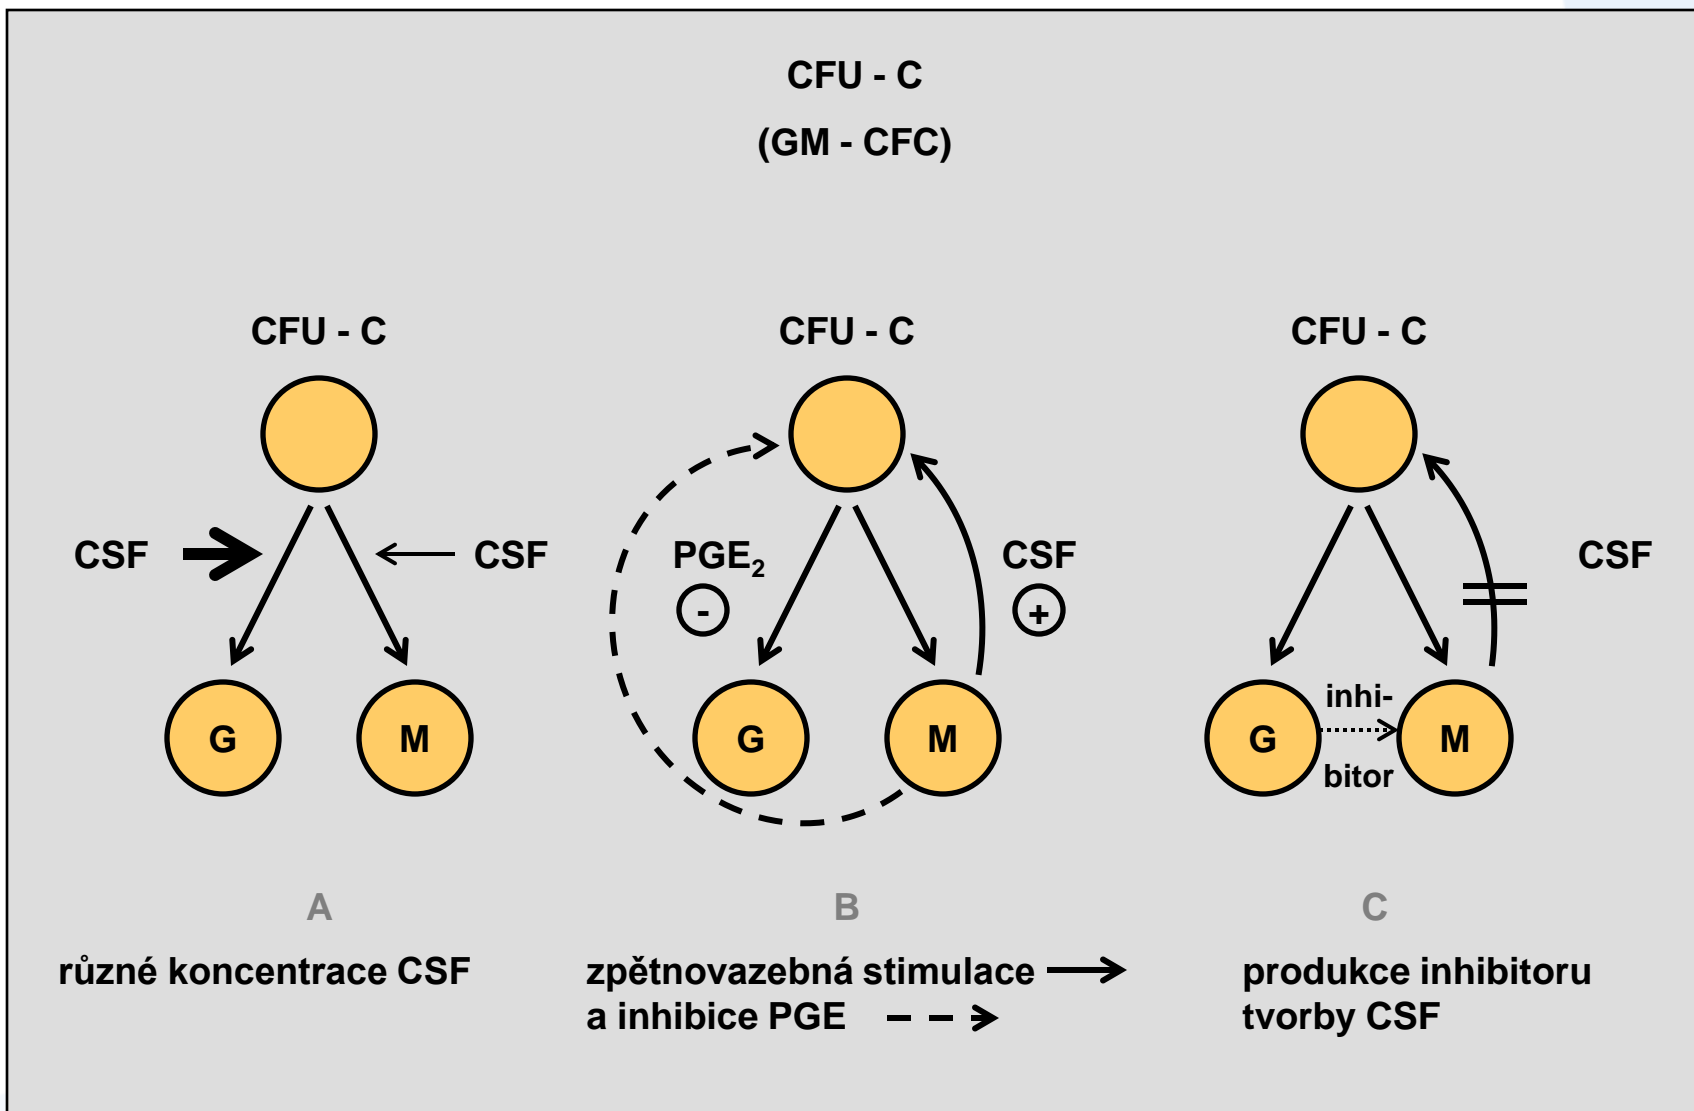 CFU - C
(GM - CFC)
CFU - C
CFU - C
CFU - C
CSF
CSF
PGE₂
-
CSF
+
CSF
G
M
G
M
G
inhi-
bitor
M
A
B
C
různé koncentrace CSF
zpětnovazebná stimulace
a inhibice PGE
produkce inhibitoru
tvorby CSF